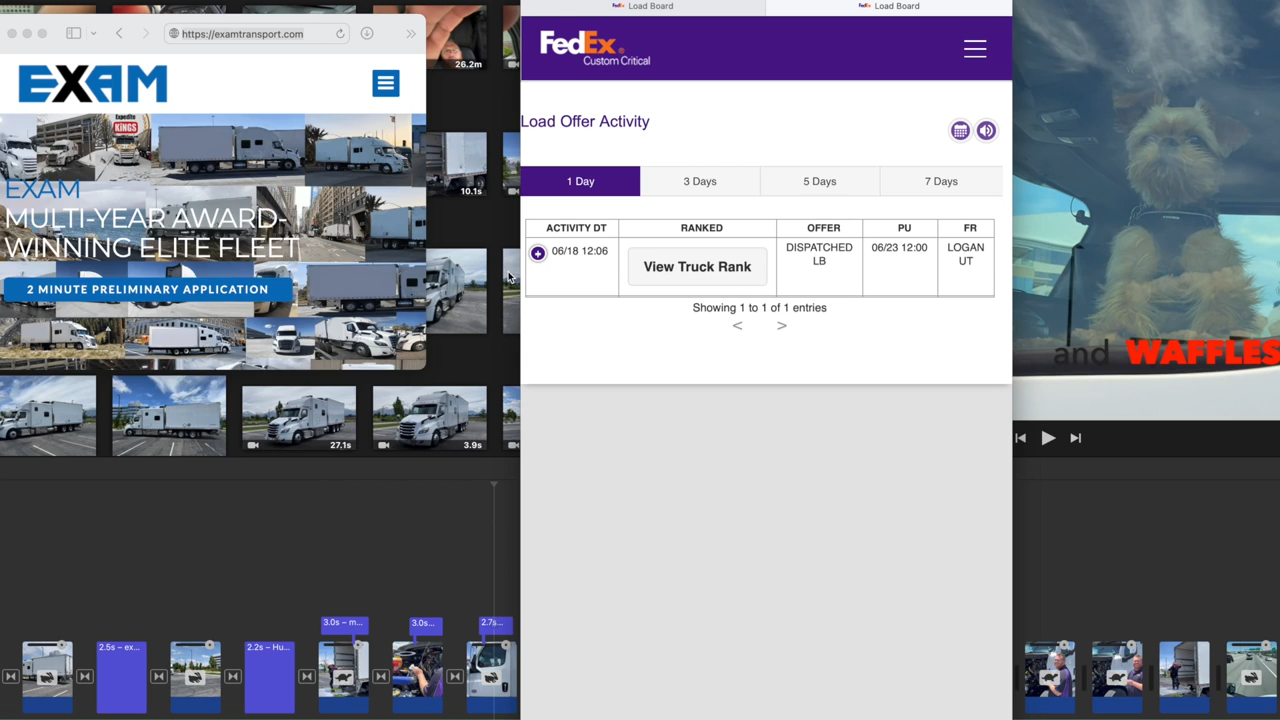 https://examtransport.com
EXAM
Expedite
KINGS
EXAM
MULTI-YEAR AWARD-
WINNING ELITE FLEET
2 MINUTE PRELIMINARY APPLICATION
26.2m
10.1s
27.1s
3.9s
FedEx Load Board
FedEx Load Board
FedEx
Custom Critical
Load Offer Activity
1 Day
3 Days
5 Days
7 Days
ACTIVITY DT
RANKED
OFFER
PU
FR
06/18 12:06
View Truck Rank
DISPATCHED
LB
06/23 12:00
LOGAN
UT
Showing 1 to 1 of 1 entries
< >
and WAFFLES
3.0s – m...
3.0s...
2.7s...
2.5s – ex...
2.2s – Hu...